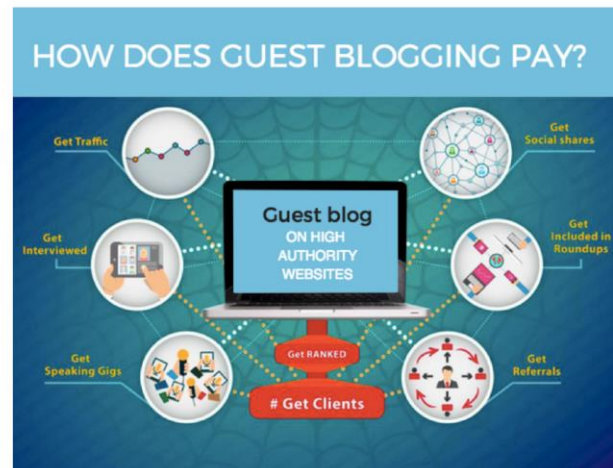 HOW DOES GUEST BLOGGING PAY?
Get Traffic
Get
Social shares
Guest blog
ON HIGH
AUTHORITY
WEBSITES
Get
Interviewed
Get
Included in
Roundups
Get RANKED
Get
Speaking Gigs
Get
Referrals
# Get Clients